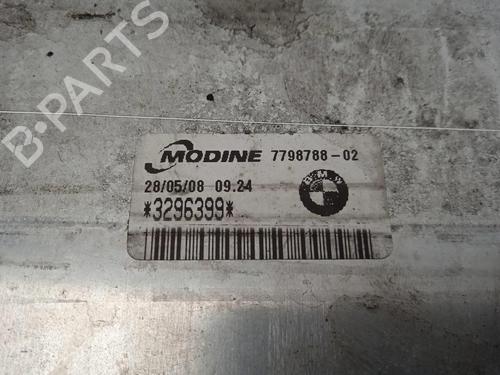 B-PARTS
MODINE 7798788-02
28/05/08 09.24
BMW
*3296399*